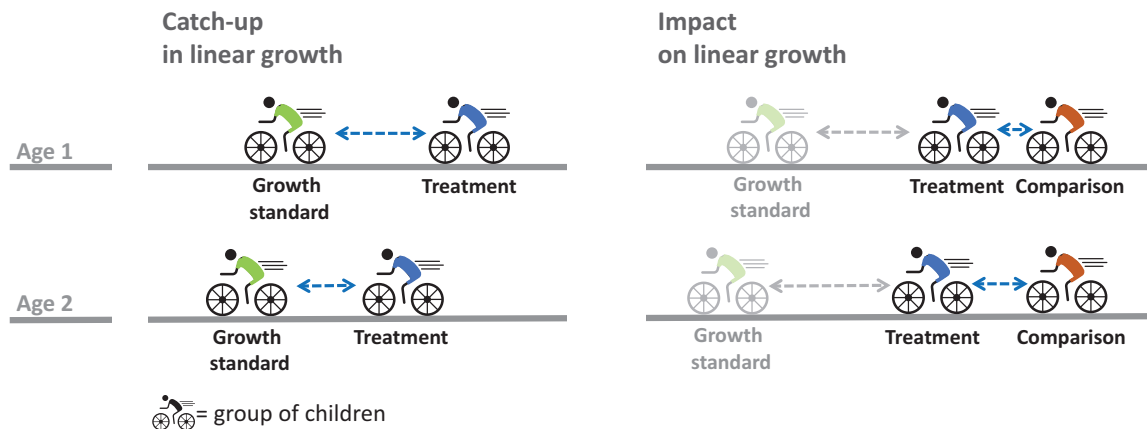 Catch-up
in linear growth
Age 1
Growth
standard
Treatment
Age 2
Growth
standard
Treatment
= group of children
Impact
on linear growth
Growth
standard
Treatment
Comparison
Growth
standard
Treatment
Comparison